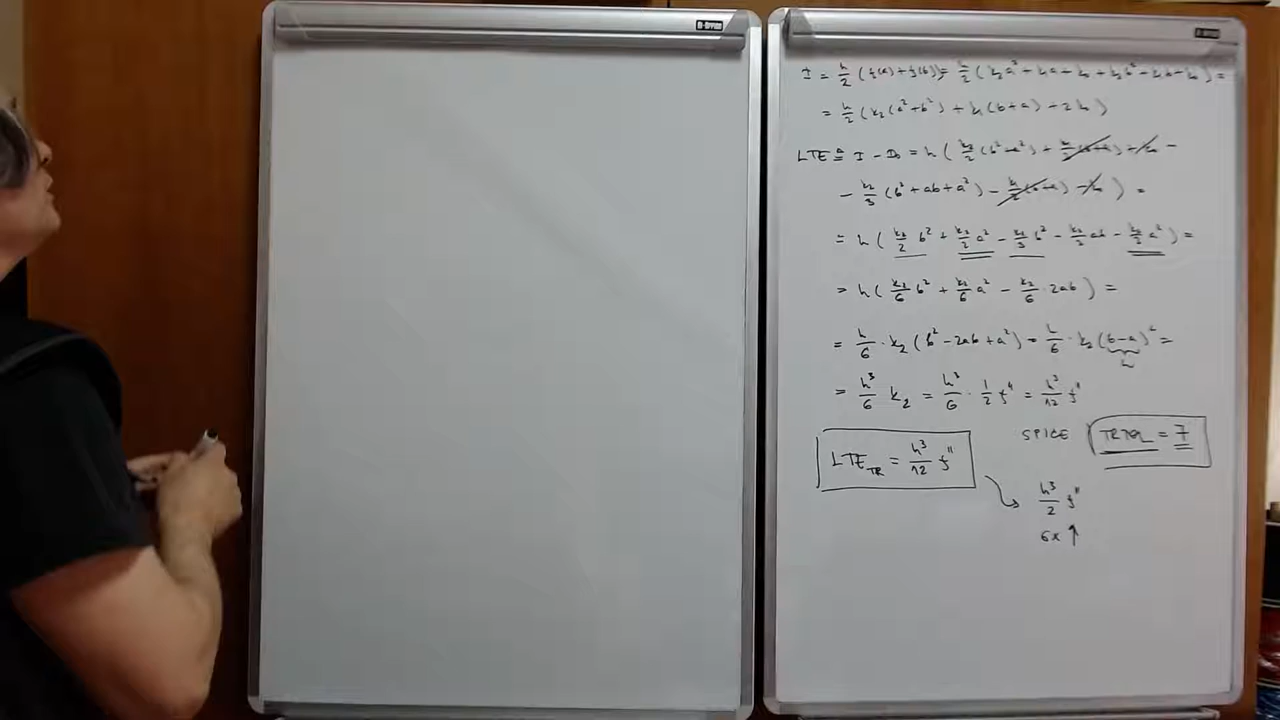 I = h/2 (f(a) + f(b)) = h/2 (k₂a² + k₁a + k₀ + k₂b² + k₁b + k₀) =
= h/2 (k₂(a² + b²) + k₁(b+a) + 2k₀)
LTE ≙ I - I₀ = h ( k₂/2 (b² + a²) + k₁/2 (b+a) + k₀ -
- k₂/3 (b² + ab + a²) - k₁/2 (b+a) - k₀ ) =
= h ( k₂/2 b² + k₂/2 a² - k₂/3 b² - k₂/3 ab - k₂/3 a² ) =
= h ( k₂/6 b² + k₂/6 a² - k₂/6 · 2ab ) =
= h/6 · k₂ (b² - 2ab + a²) = h/6 · k₂ (b-a)² =
h
= h³/6 k₂ = h³/6 · 1/2 f" = h³/12 f"
SPICE TRTOL = 7
LTE_TR = h³/12 f"
h³/2 f"
6x ↑